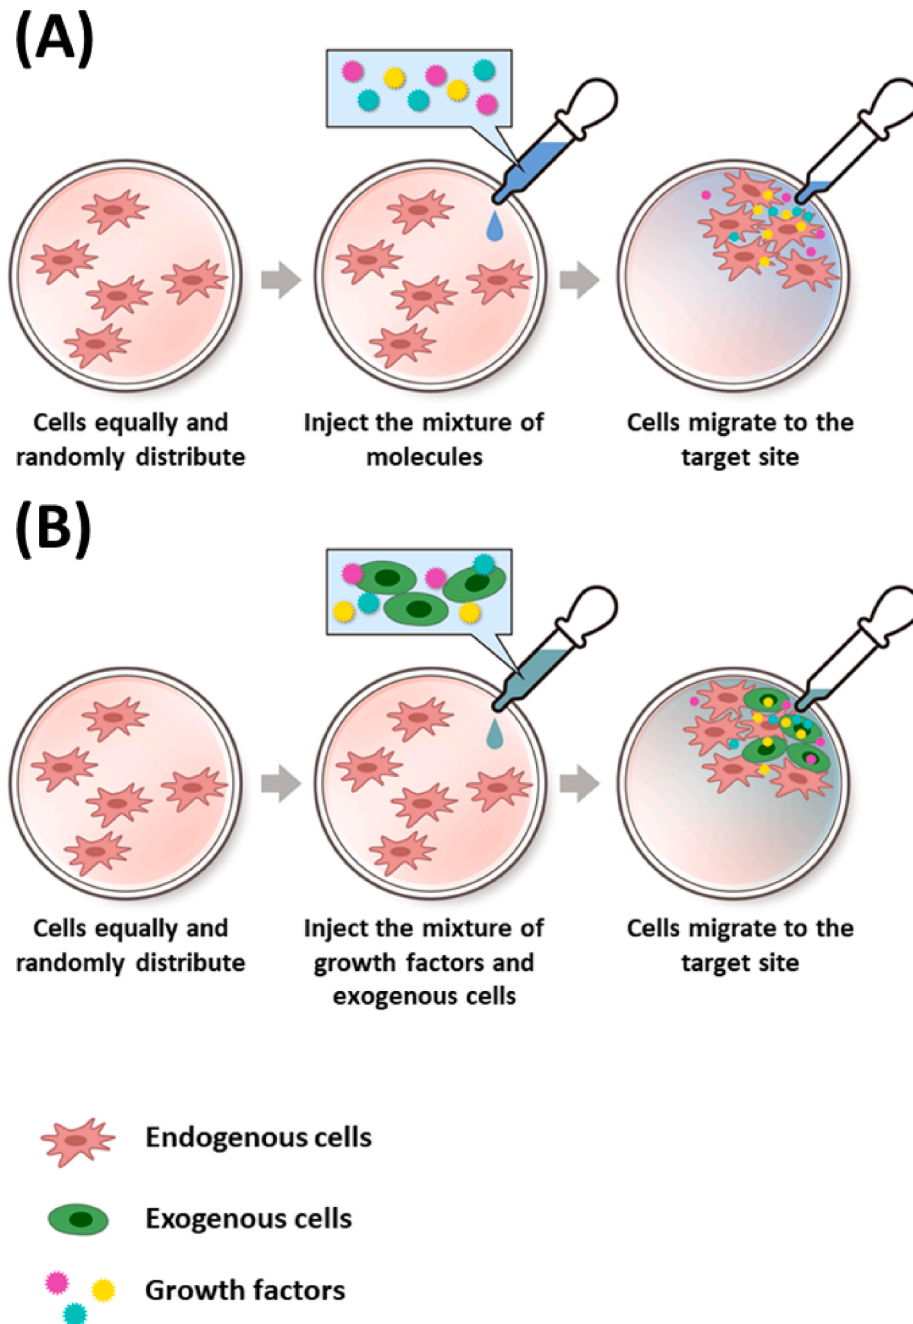 (A)
Cells equally and
randomly distribute
Inject the mixture of
molecules
Cells migrate to the
target site
(B)
Cells equally and
randomly distribute
Inject the mixture of
growth factors and
exogenous cells
Cells migrate to the
target site
Endogenous cells
Exogenous cells
Growth factors